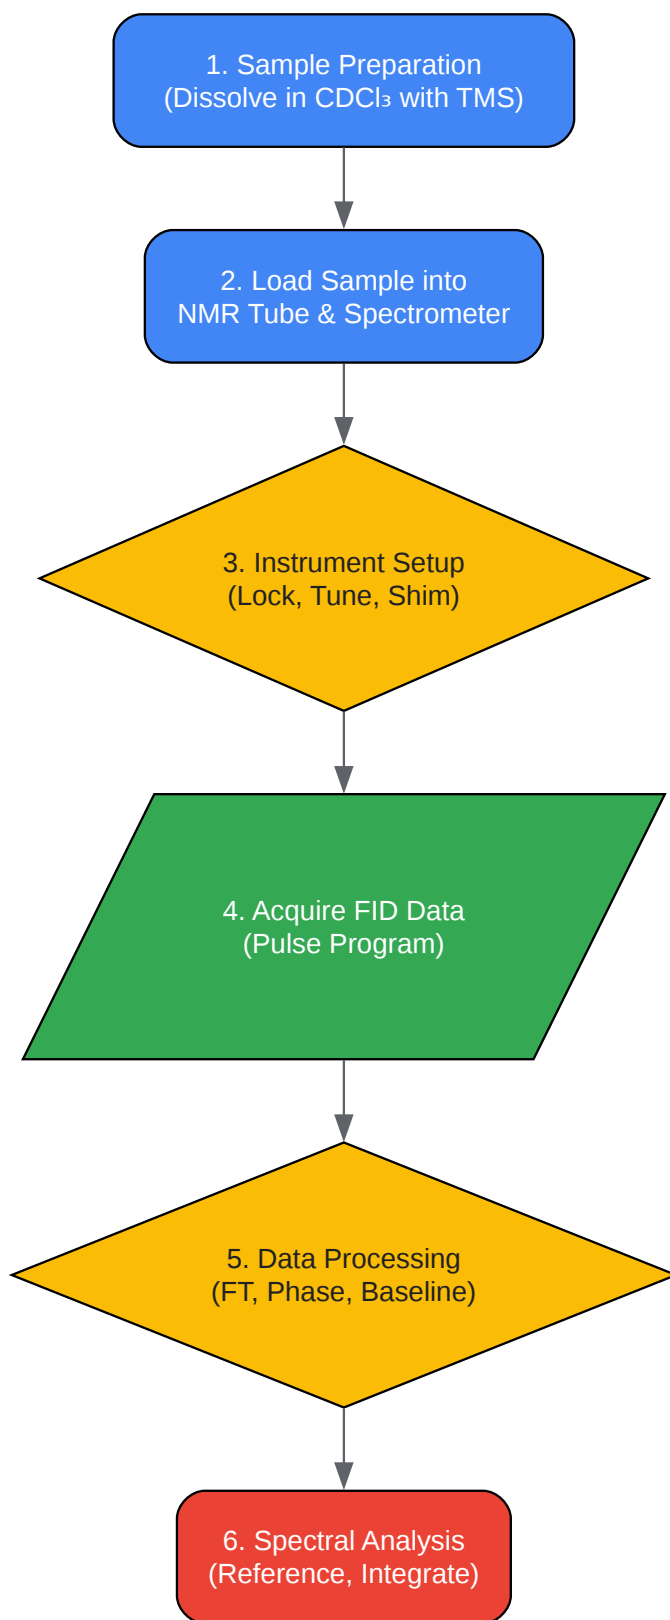 1. Sample Preparation
(Dissolve in CDCl₃ with TMS)
2. Load Sample into
NMR Tube & Spectrometer
3. Instrument Setup
(Lock, Tune, Shim)
4. Acquire FID Data
(Pulse Program)
5. Data Processing
(FT, Phase, Baseline)
6. Spectral Analysis
(Reference, Integrate)